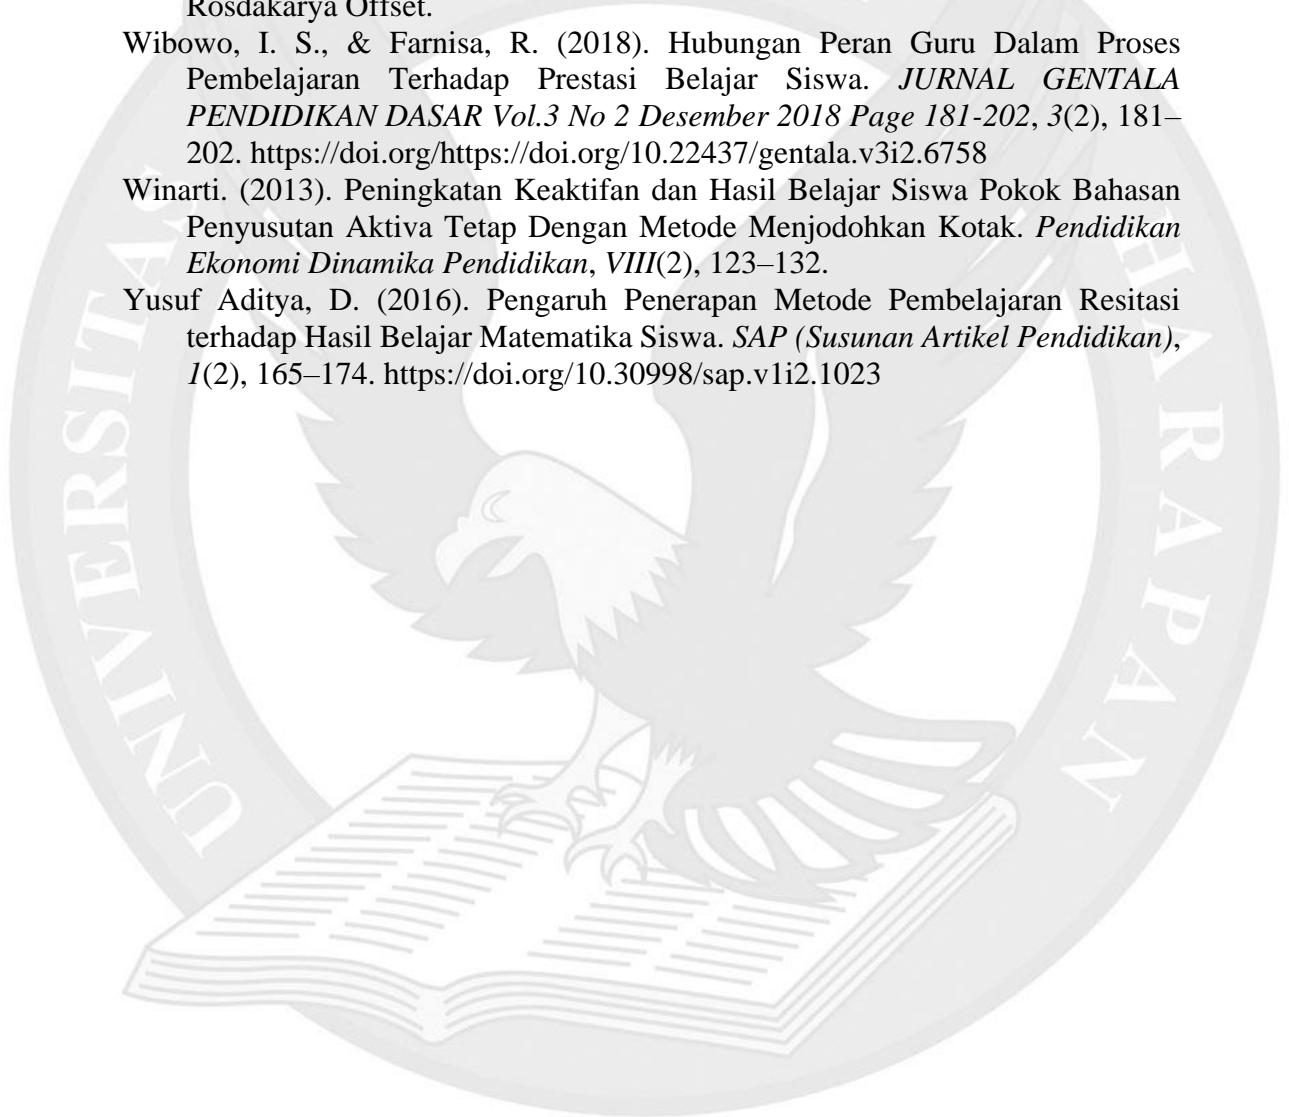 Rosdakarya Offset.
Wibowo, I. S., & Farnisa, R. (2018). Hubungan Peran Guru Dalam Proses
Pembelajaran Terhadap Prestasi Belajar Siswa. JURNAL GENTALA
PENDIDIKAN DASAR Vol.3 No 2 Desember 2018 Page 181-202, 3(2), 181–
202. https://doi.org/https://doi.org/10.22437/gentala.v3i2.6758
Winarti. (2013). Peningkatan Keaktifan dan Hasil Belajar Siswa Pokok Bahasan
Penyusutan Aktiva Tetap Dengan Metode Menjodohkan Kotak. Pendidikan
Ekonomi Dinamika Pendidikan, VIII(2), 123–132.
Yusuf Aditya, D. (2016). Pengaruh Penerapan Metode Pembelajaran Resitasi
terhadap Hasil Belajar Matematika Siswa. SAP (Susunan Artikel Pendidikan),
1(2), 165–174. https://doi.org/10.30998/sap.v1i2.1023
UNIVERSITAS
HARAPAN